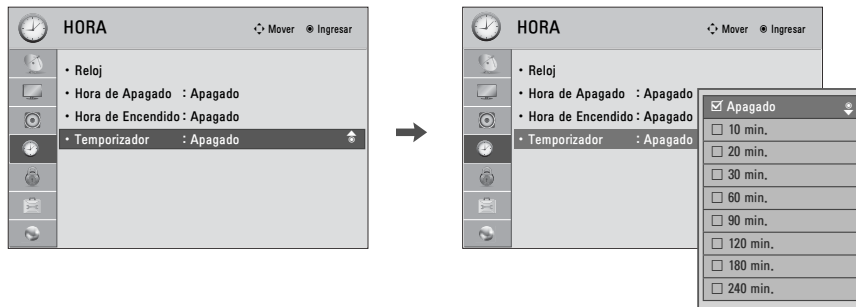 HORA
Mover Ingresar
• Reloj
• Hora de Apagado : Apagado
• Hora de Encendido : Apagado
• Temporizador : Apagado
HORA
Mover Ingresar
• Reloj
• Hora de Apagado : Apagado
• Hora de Encendido : Apagado
• Temporizador : Apagado
Apagado
10 min.
20 min.
30 min.
60 min.
90 min.
120 min.
180 min.
240 min.